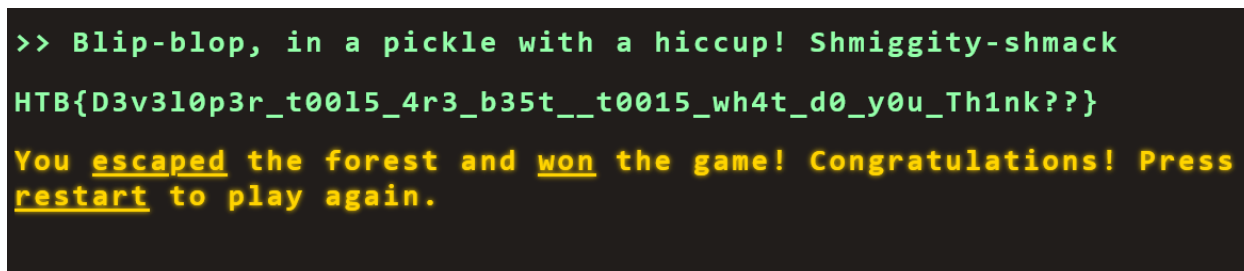 >> Blip-blop, in a pickle with a hiccup! Shmiggity-shmack
HTB{D3v3l0p3r_t00l5_4r3_b35t__t0015_wh4t_d0_y0u_Th1nk??}
You escaped the forest and won the game! Congratulations! Press
restart to play again.